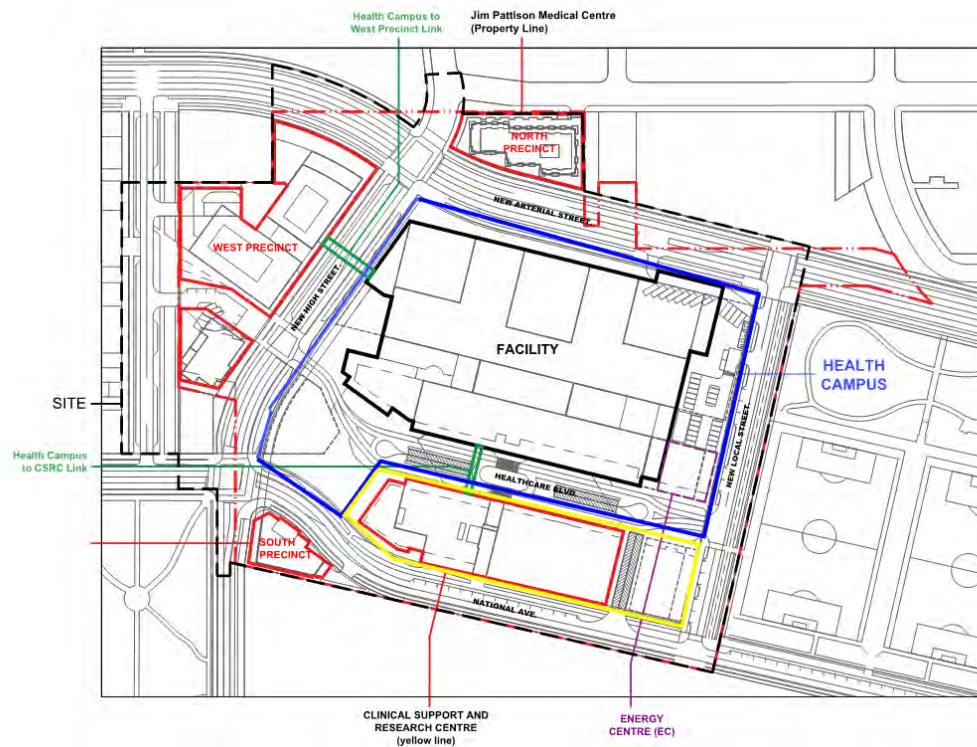 Health Campus to
West Precinct Link
Jim Pattison Medical Centre
(Property Line)
NORTH
PRECINCT
NEW ARTERIAL STREET.
WEST PRECINCT
NEW HIGH STREET.
FACILITY
HEALTH
CAMPUS
SITE
NEW LOCAL STREET.
Health Campus
to CSRC Link
HEALTHCARE BLVD.
SOUTH
PRECINCT
NATIONAL AVE.
CLINICAL SUPPORT AND
RESEARCH CENTRE
(yellow line)
ENERGY
CENTRE (EC)